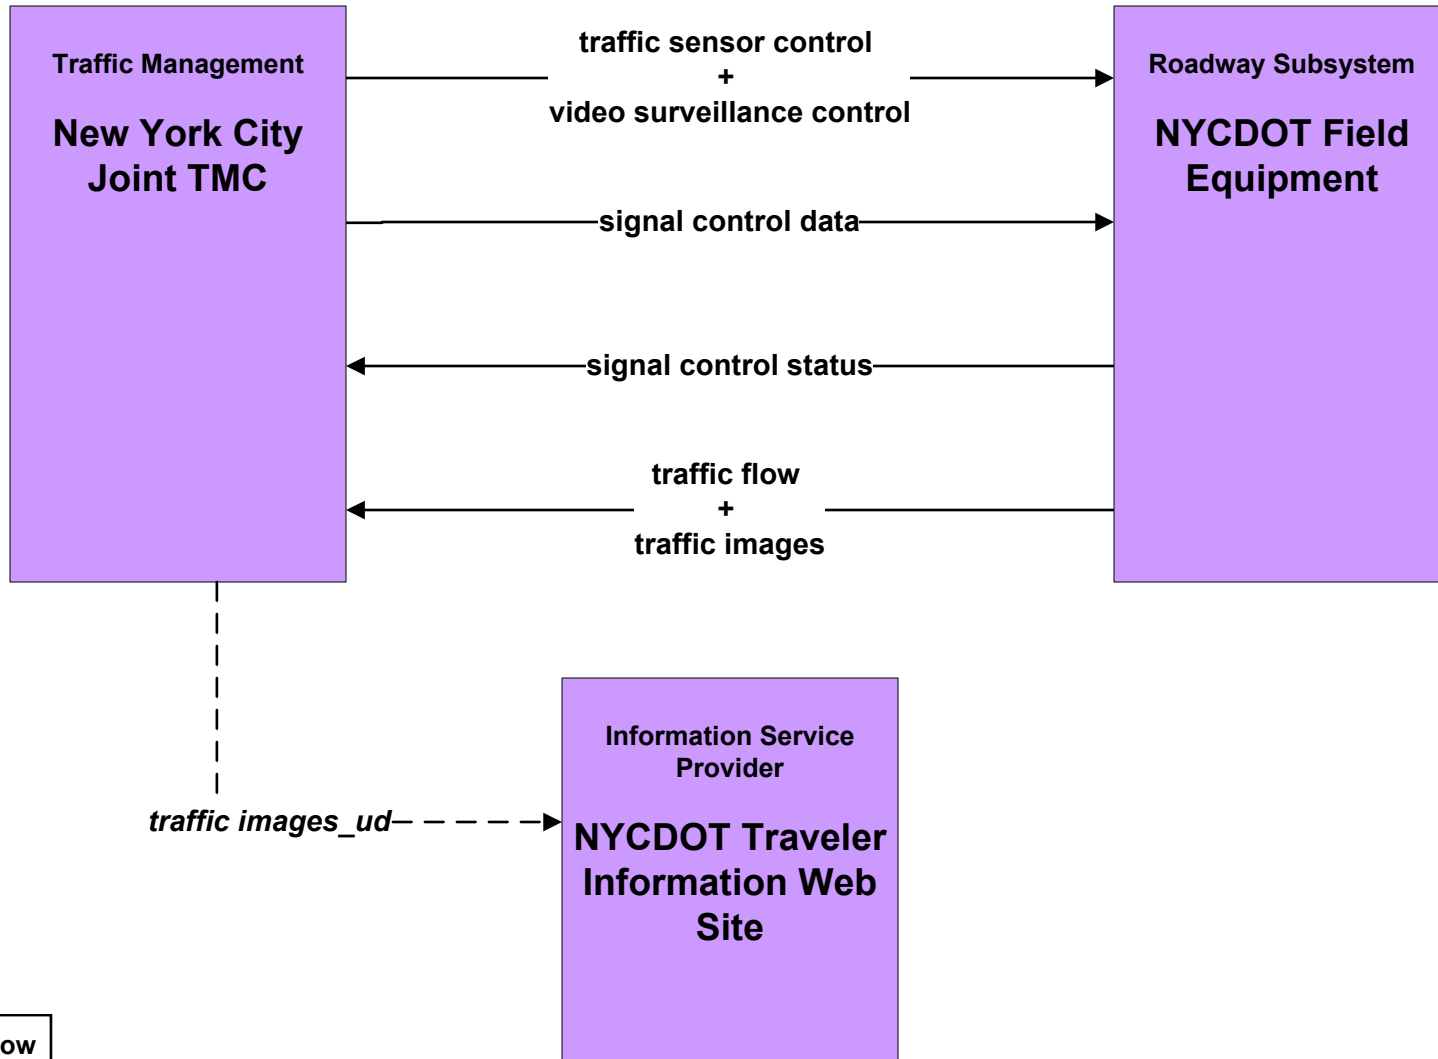 Traffic Management
New York City
Joint TMC
traffic sensor control
+
video surveillance control
Roadway Subsystem
NYCDOT Field
Equipment
signal control data
signal control status
traffic flow
+
traffic images
Information Service
Provider
NYCDOT Traveler
Information Web
Site
traffic images_ud